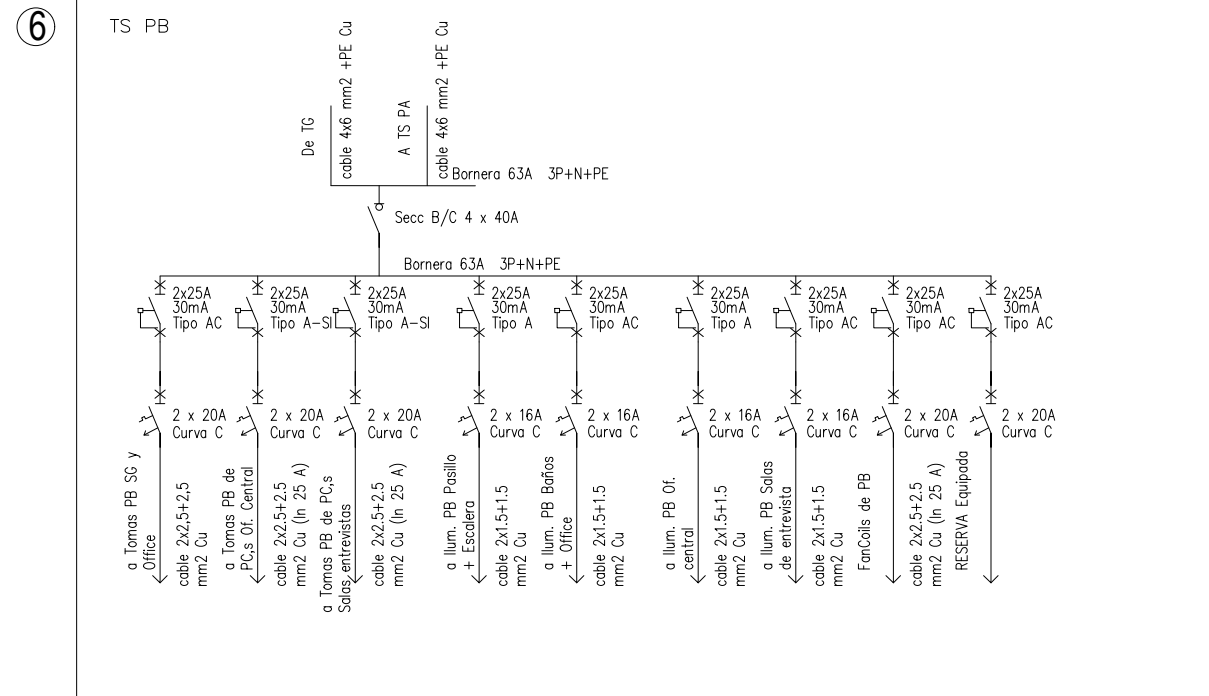 6
TS PB
De TG
cable 4x6 mm2 +PE Cu
A TS PA
cable 4x6 mm2 +PE Cu
Bornera 63A 3P+N+PE
Secc B/C 4 x 40A
Bornera 63A 3P+N+PE
2x25A
30mA
Tipo AC
2x25A
30mA
Tipo A-SI
2x25A
30mA
Tipo A-SI
2x25A
30mA
Tipo A
2x25A
30mA
Tipo AC
2x25A
30mA
Tipo A
2x25A
30mA
Tipo AC
2x25A
30mA
Tipo AC
2x25A
30mA
Tipo AC
2 x 20A
Curva C
2 x 20A
Curva C
2 x 20A
Curva C
2 x 16A
Curva C
2 x 16A
Curva C
2 x 16A
Curva C
2 x 16A
Curva C
2 x 20A
Curva C
2 x 20A
Curva C
a Tomas PB SG y
Office
cable 2x2,5+2,5
mm2 Cu
a Tomas PB de
PC,s Of. Central
cable 2x2.5+2.5
mm2 Cu (In 25 A)
a Tomas PB de PC,s
Salas entrevistas
cable 2x2.5+2.5
mm2 Cu (In 25 A)
a Ilum. PB Pasillo
+ Escalera
cable 2x1.5+1.5
mm2 Cu
a Ilum. PB Baños
+ Office
cable 2x1.5+1.5
mm2 Cu
a Ilum. PB Of.
central
cable 2x1.5+1.5
mm2 Cu
a Ilum. PB Salas
de entrevista
cable 2x1.5+1.5
mm2 Cu
FanCoils de PB
cable 2x2.5+2.5
mm2 Cu (In 25 A)
RESERVA Equipada